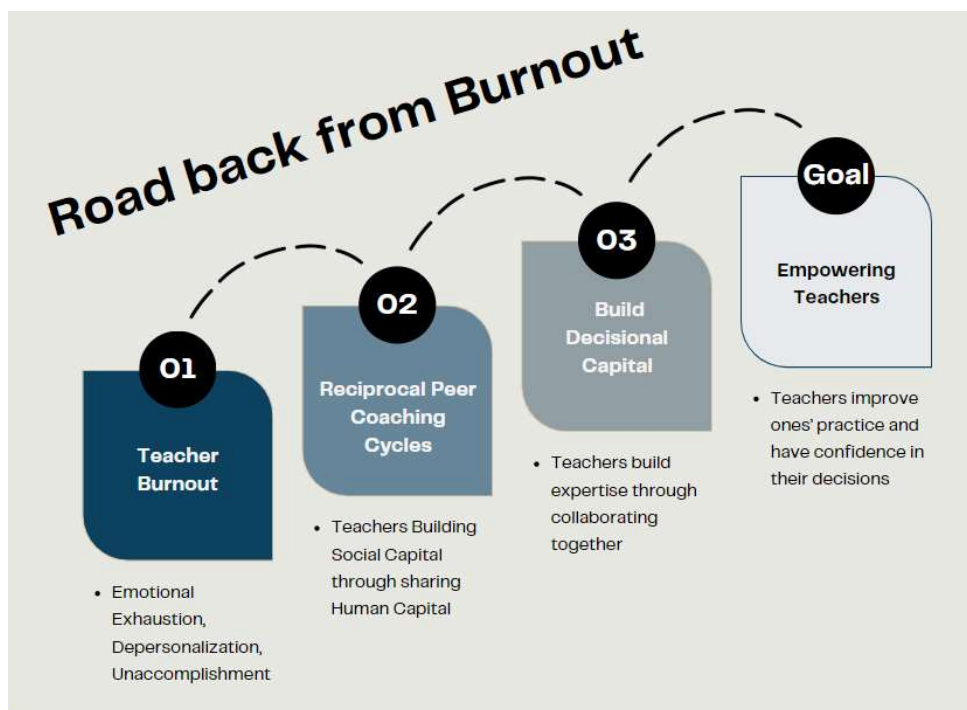 Road back from Burnout
01
Teacher
Burnout
• Emotional
Exhaustion,
Depersonalization,
Unaccomplishment
02
Reciprocal Peer
Coaching
Cycles
• Teachers Building
Social Capital
through sharing
Human Capital
03
Build
Decisional
Capital
• Teachers build
expertise through
collaborating
together
Goal
Empowering
Teachers
• Teachers improve
ones' practice and
have confidence in
their decisions